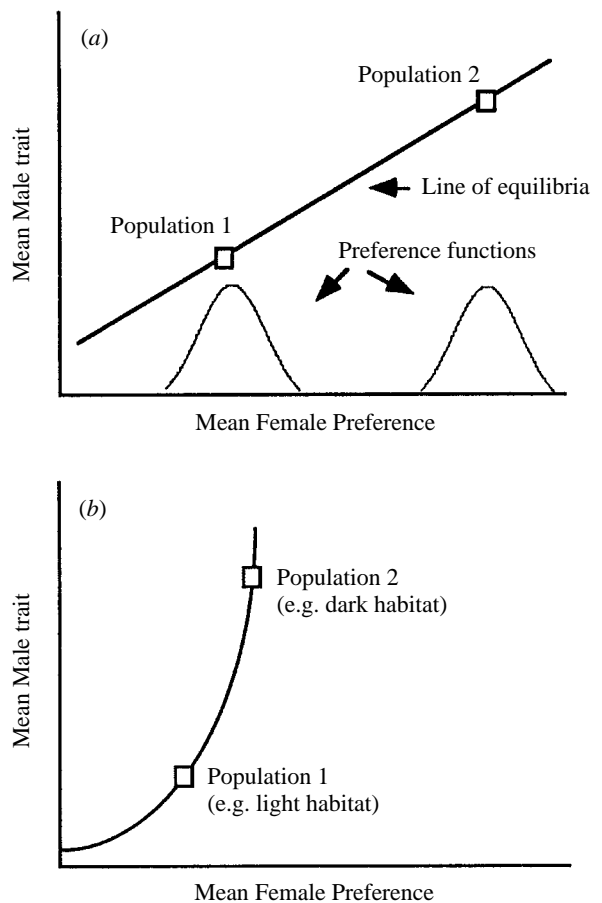 (a)
Population 2
Line of equilibria
Population 1
Preference functions
Mean Male trait
Mean Female Preference
(b)
Population 2
(e.g. dark habitat)
Population 1
(e.g. light habitat)
Mean Male trait
Mean Female Preference